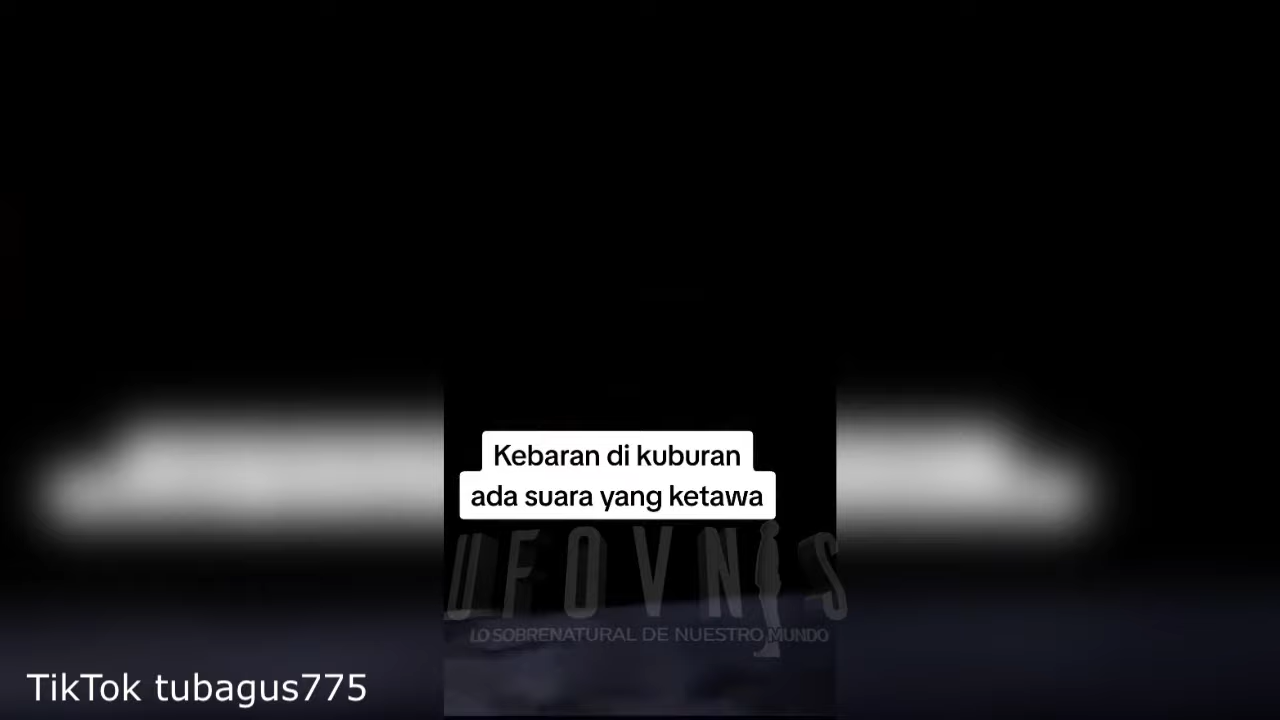 Kebaran di kuburan
ada suara yang ketawa
UFOVNIS
LO SOBRENATURAL DE NUESTRO MUNDO
TikTok tubagus775